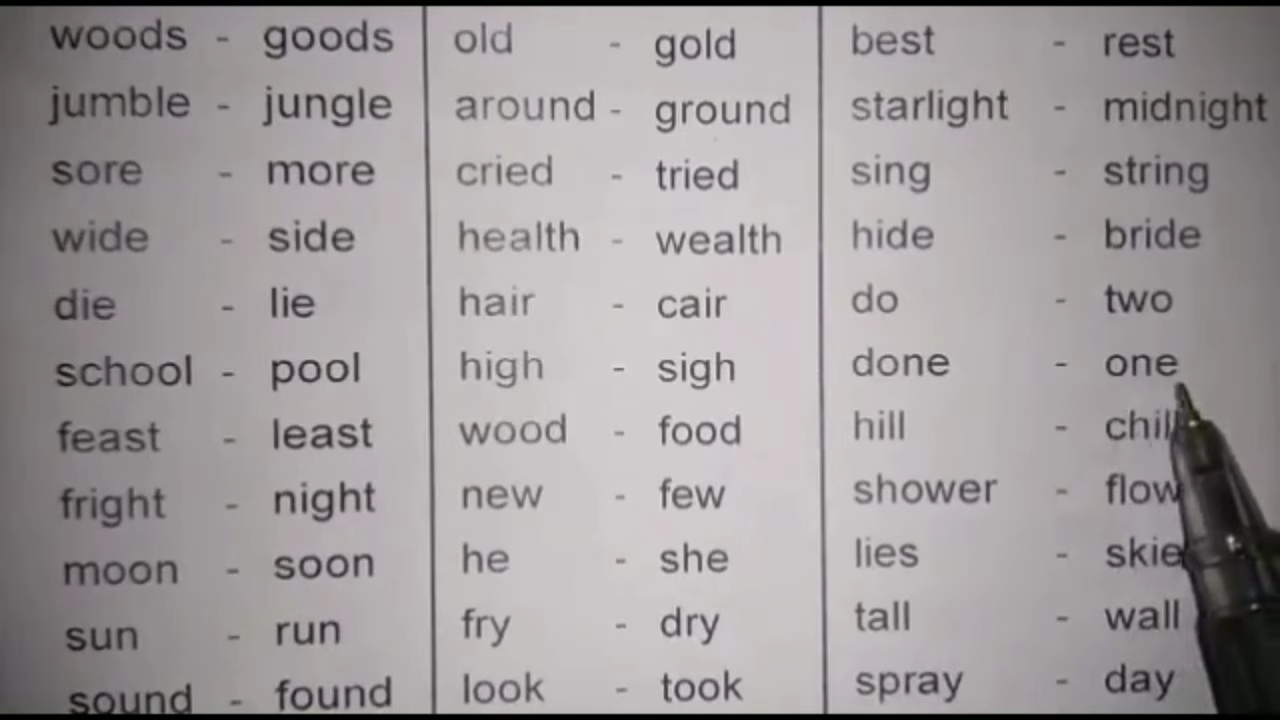 woods - goods
jumble - jungle
sore - more
wide - side
die - lie
school - pool
feast - least
fright - night
moon - soon
sun - run
sound - found
old - gold
around - ground
cried - tried
health - wealth
hair - cair
high - sigh
wood - food
new - few
he - she
fry - dry
look - took
best - rest
starlight - midnight
sing - string
hide - bride
do - two
done - one
hill - chill
shower -
lies -
tall - wall
spray - day